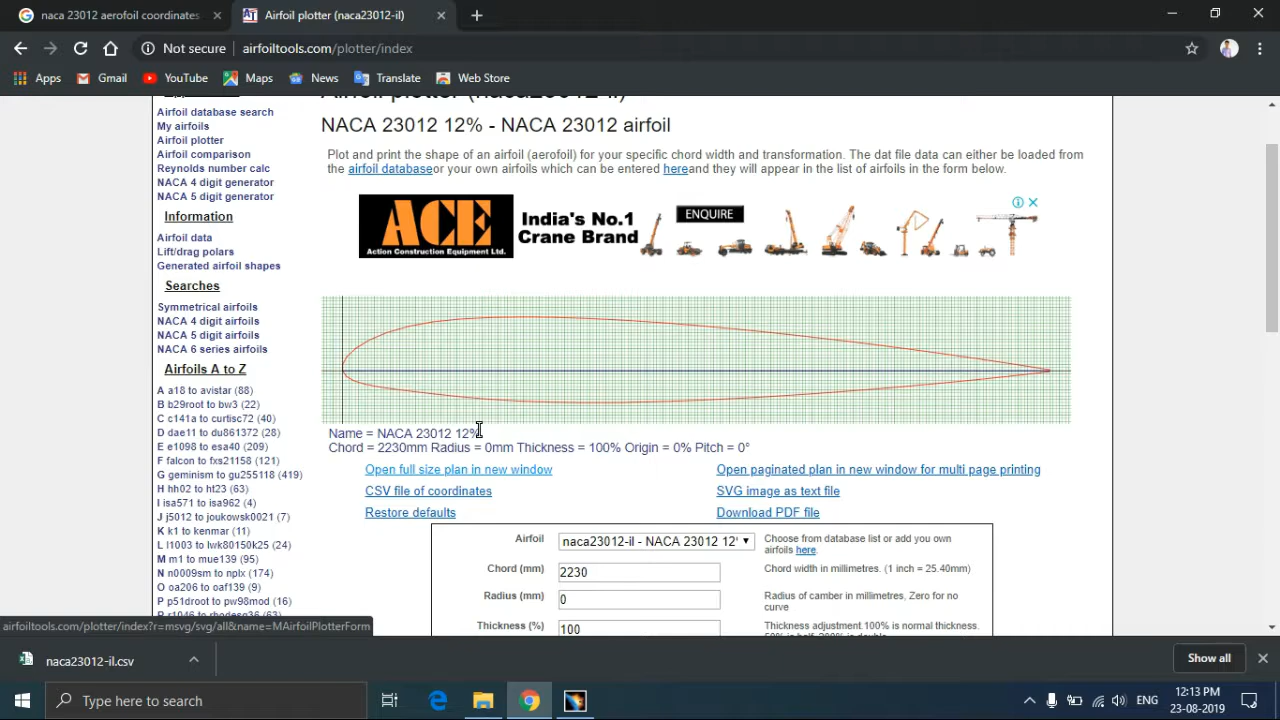 naca 23012 aerofoil coordinates
Airfoil plotter (naca23012-il)
Not secure
airfoiltools.com/plotter/index
Apps
Gmail
YouTube
Maps
News
Translate
Web Store
Airfoil plotter (naca23012-il)
NACA 23012 12% - NACA 23012 airfoil
Plot and print the shape of an airfoil (aerofoil) for your specific chord width and transformation. The dat file data can either be loaded from
the airfoil databaseor your own airfoils which can be entered hereand they will appear in the list of airfoils in the form below.
Airfoil database search
My airfoils
Airfoil plotter
Airfoil comparison
Reynolds number calc
NACA 4 digit generator
NACA 5 digit generator
Information
Airfoil data
Lift/drag polars
Generated airfoil shapes
Searches
Symmetrical airfoils
NACA 4 digit airfoils
NACA 5 digit airfoils
NACA 6 series airfoils
Airfoils A to Z
A a18 to avistar (88)
B b29root to bw3 (22)
C c141a to curtisc72 (40)
D dae11 to du861372 (28)
E e1098 to esa40 (209)
F falcon to fxs21158 (121)
G geminism to gu255118 (419)
H hh02 to ht23 (63)
I isa571 to isa962 (4)
J j5012 to joukowsk0021 (7)
K k1 to kenmar (11)
L l1003 to lwk80150k25 (24)
M m1 to mue139 (95)
N n0009sm to nplx (174)
O oa206 to oaf139 (9)
P p51droot to pw98mod (16)
R r1046 to rhodesg36 (63)
ACE
Action Construction Equipment Ltd.
India's No.1
Crane Brand
ENQUIRE
Name = NACA 23012 12%
Chord = 2230mm Radius = 0mm Thickness = 100% Origin = 0% Pitch = 0°
Open full size plan in new window
Open paginated plan in new window for multi page printing
CSV file of coordinates
SVG image as text file
Restore defaults
Download PDF file
Airfoil
naca23012-il - NACA 23012 12%
Choose from database list or add you own
airfoils here.
Chord (mm)
2230
Chord width in millimetres. (1 inch = 25.40mm)
Radius (mm)
0
Radius of camber in millimetres, Zero for no
curve
Thickness (%)
100
Thickness adjustment.100% is normal thickness.
50% is half, 200% is double.
airfoiltools.com/plotter/index?r=msvg/svg/all&name=MAirfoilPlotterForm
naca23012-il.csv
Show all
Type here to search
ENG
12:13 PM
23-08-2019